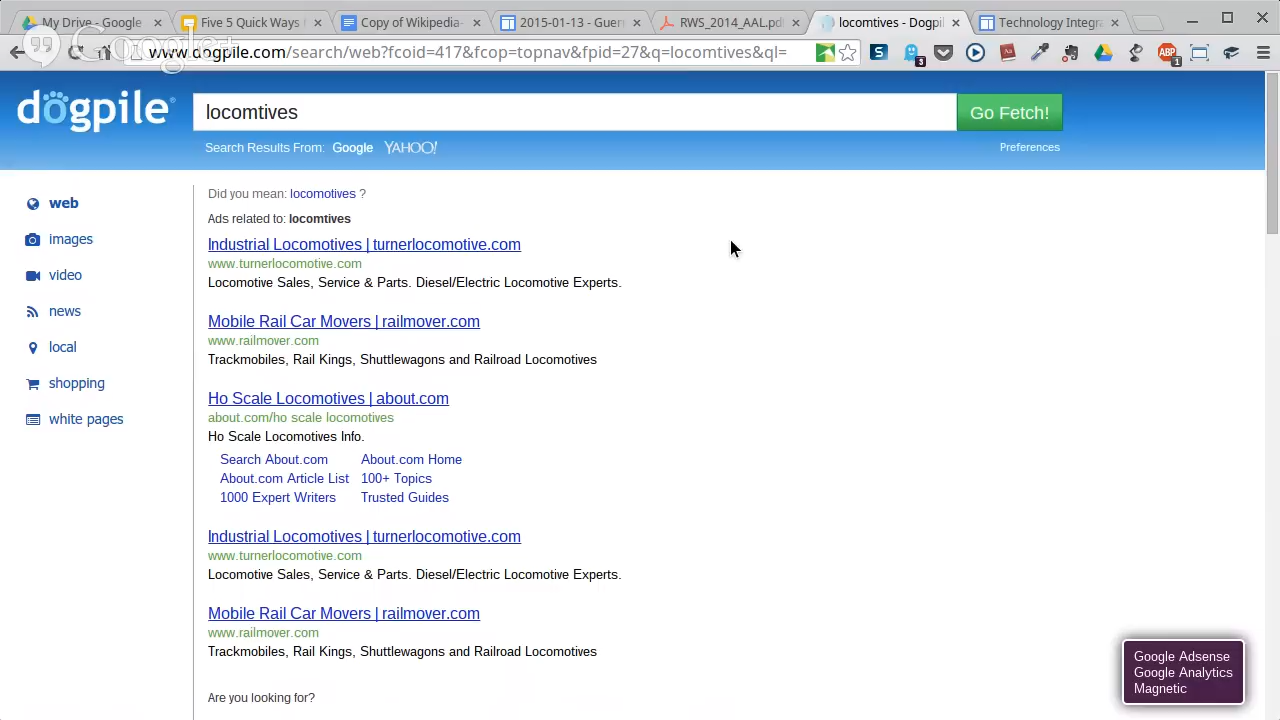 My Drive - Google
Five 5 Quick Ways
Copy of Wikipedia-
2015-01-13 - Gue
RWS_2014_AAL.pd
locomtives - Dogpil
Technology Integra
Google+
www.dogpile.com/search/web?fcoid=417&fcop=topnav&fpid=27&q=locomtives&ql=
3
ABP
1
dogpile
locomtives
Go Fetch!
Search Results From: Google YAHOO!
Preferences
web
images
video
news
local
shopping
white pages
Did you mean: locomotives ?
Ads related to: locomtives
Industrial Locomotives | turnerlocomotive.com
www.turnerlocomotive.com
Locomotive Sales, Service & Parts. Diesel/Electric Locomotive Experts.
Mobile Rail Car Movers | railmover.com
www.railmover.com
Trackmobiles, Rail Kings, Shuttlewagons and Railroad Locomotives
Ho Scale Locomotives | about.com
about.com/ho scale locomotives
Ho Scale Locomotives Info.
Search About.com About.com Home
About.com Article List 100+ Topics
1000 Expert Writers Trusted Guides
Industrial Locomotives | turnerlocomotive.com
www.turnerlocomotive.com
Locomotive Sales, Service & Parts. Diesel/Electric Locomotive Experts.
Mobile Rail Car Movers | railmover.com
www.railmover.com
Trackmobiles, Rail Kings, Shuttlewagons and Railroad Locomotives
Are you looking for?
Google Adsense
Google Analytics
Magnetic